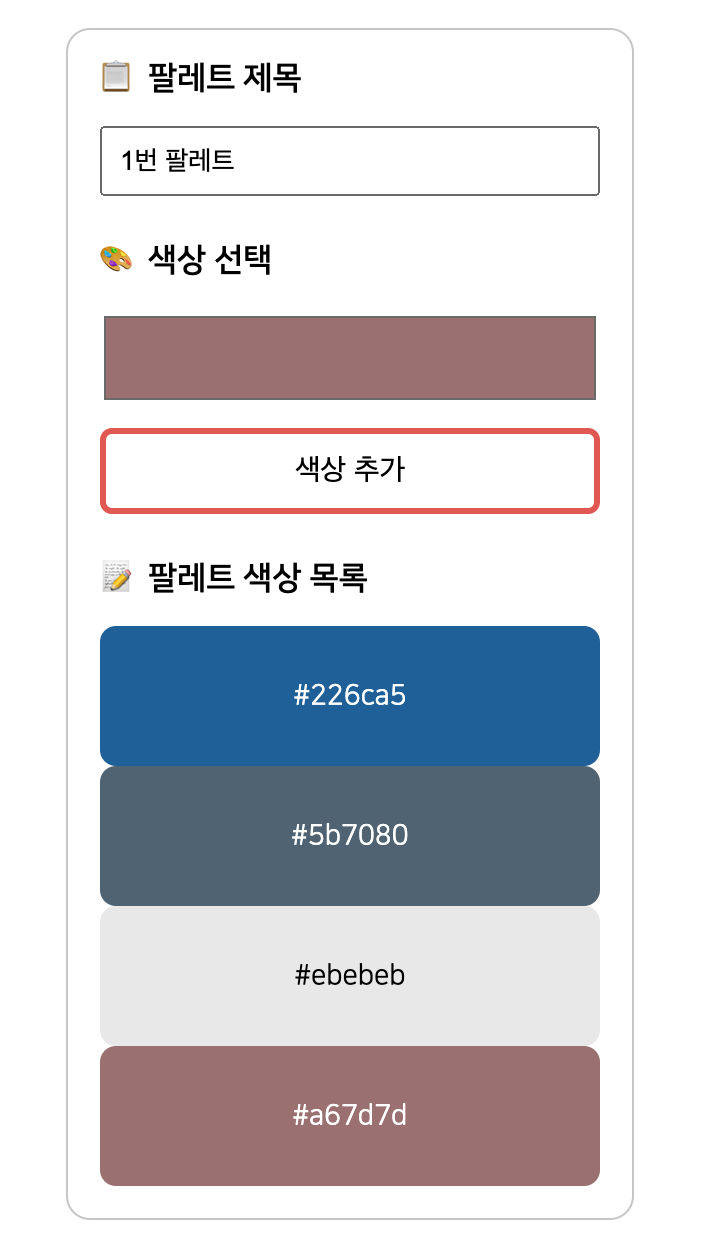 팔레트 제목
1번 팔레트
색상 선택
색상 추가
팔레트 색상 목록
#226ca5
#5b7080
#ebebeb
#a67d7d